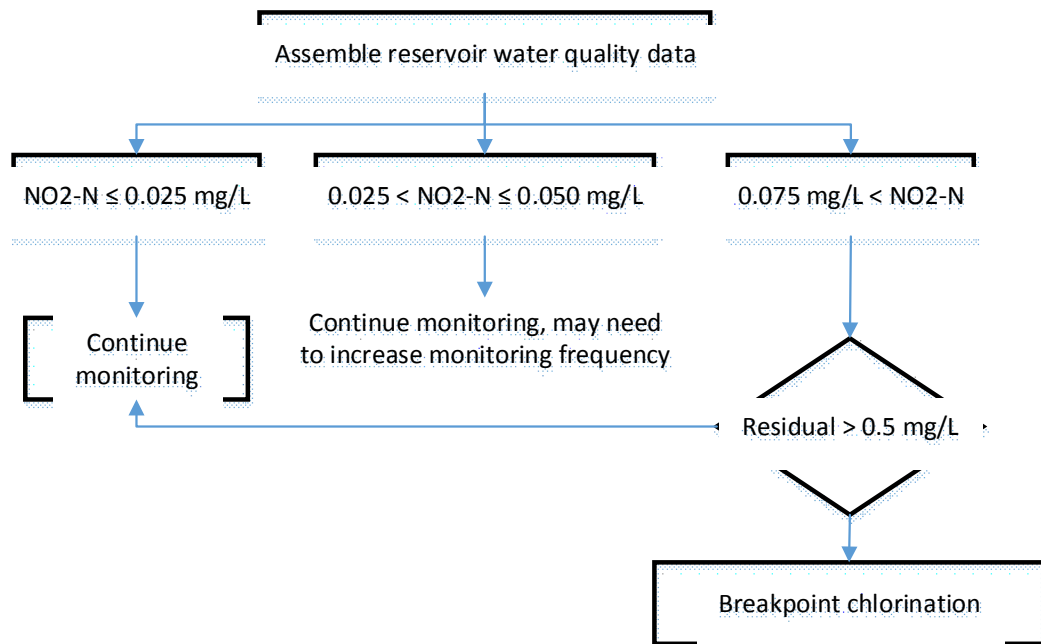 Assemble reservoir water quality data
NO2-N ≤ 0.025 mg/L
0.025 < NO2-N ≤ 0.050 mg/L
0.075 mg/L < NO2-N
Continue
monitoring
Continue monitoring, may need
to increase monitoring frequency
Residual > 0.5 mg/L
Breakpoint chlorination